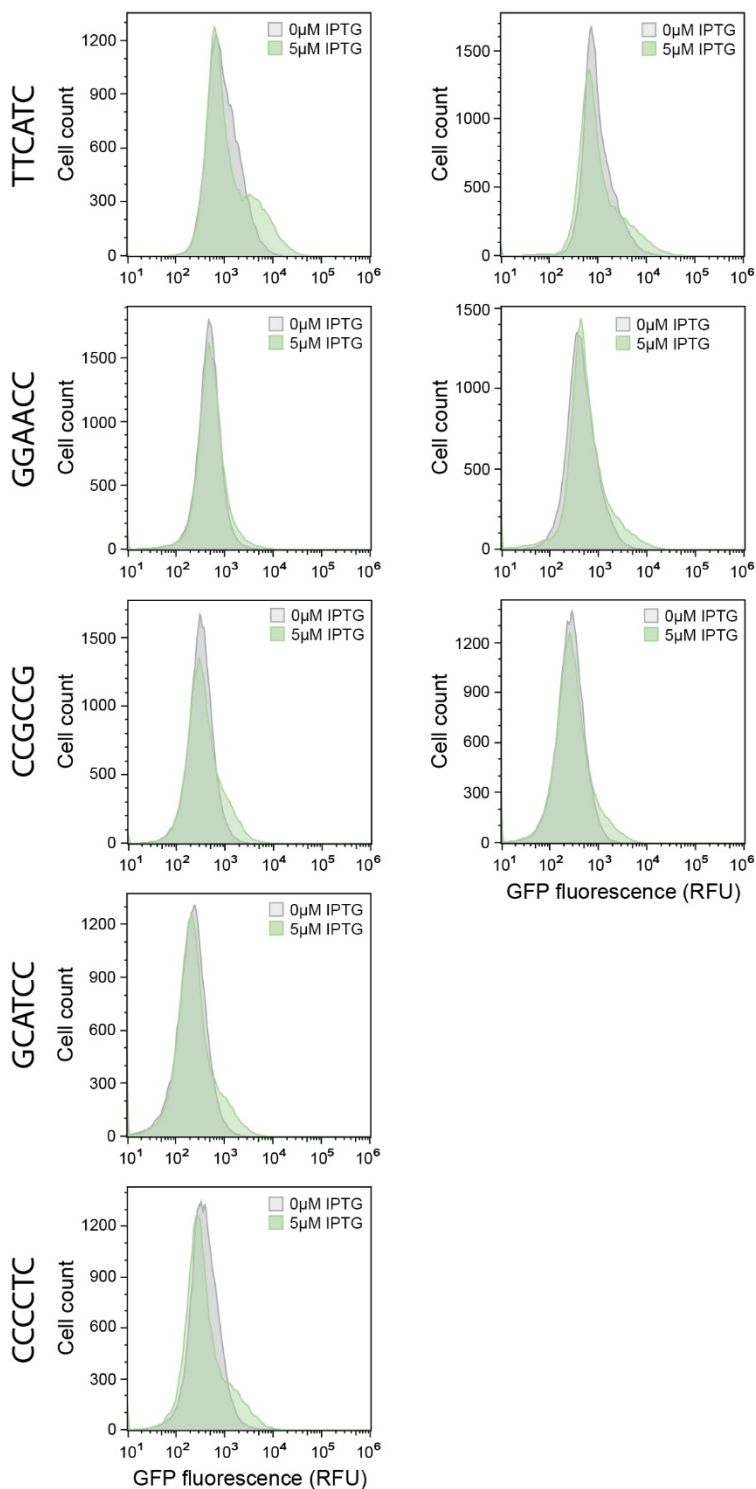 TTCATC
Cell count
1200
900
600
300
0
0µM IPTG
5µM IPTG
10¹ 10² 10³ 10⁴ 10⁵ 10⁶
Cell count
1500
1000
500
0
0µM IPTG
5µM IPTG
10¹ 10² 10³ 10⁴ 10⁵ 10⁶
GGAACC
Cell count
1500
1000
500
0
0µM IPTG
5µM IPTG
10¹ 10² 10³ 10⁴ 10⁵ 10⁶
Cell count
1500
1000
500
0
0µM IPTG
5µM IPTG
10¹ 10² 10³ 10⁴ 10⁵ 10⁶
CCGCCG
Cell count
1500
1000
500
0
0µM IPTG
5µM IPTG
10¹ 10² 10³ 10⁴ 10⁵ 10⁶
Cell count
1200
900
600
300
0
0µM IPTG
5µM IPTG
10¹ 10² 10³ 10⁴ 10⁵ 10⁶
GFP fluorescence (RFU)
GCATCC
Cell count
1200
900
600
300
0
0µM IPTG
5µM IPTG
10¹ 10² 10³ 10⁴ 10⁵ 10⁶
CCCCTC
Cell count
1200
900
600
300
0
0µM IPTG
5µM IPTG
10¹ 10² 10³ 10⁴ 10⁵ 10⁶
GFP fluorescence (RFU)